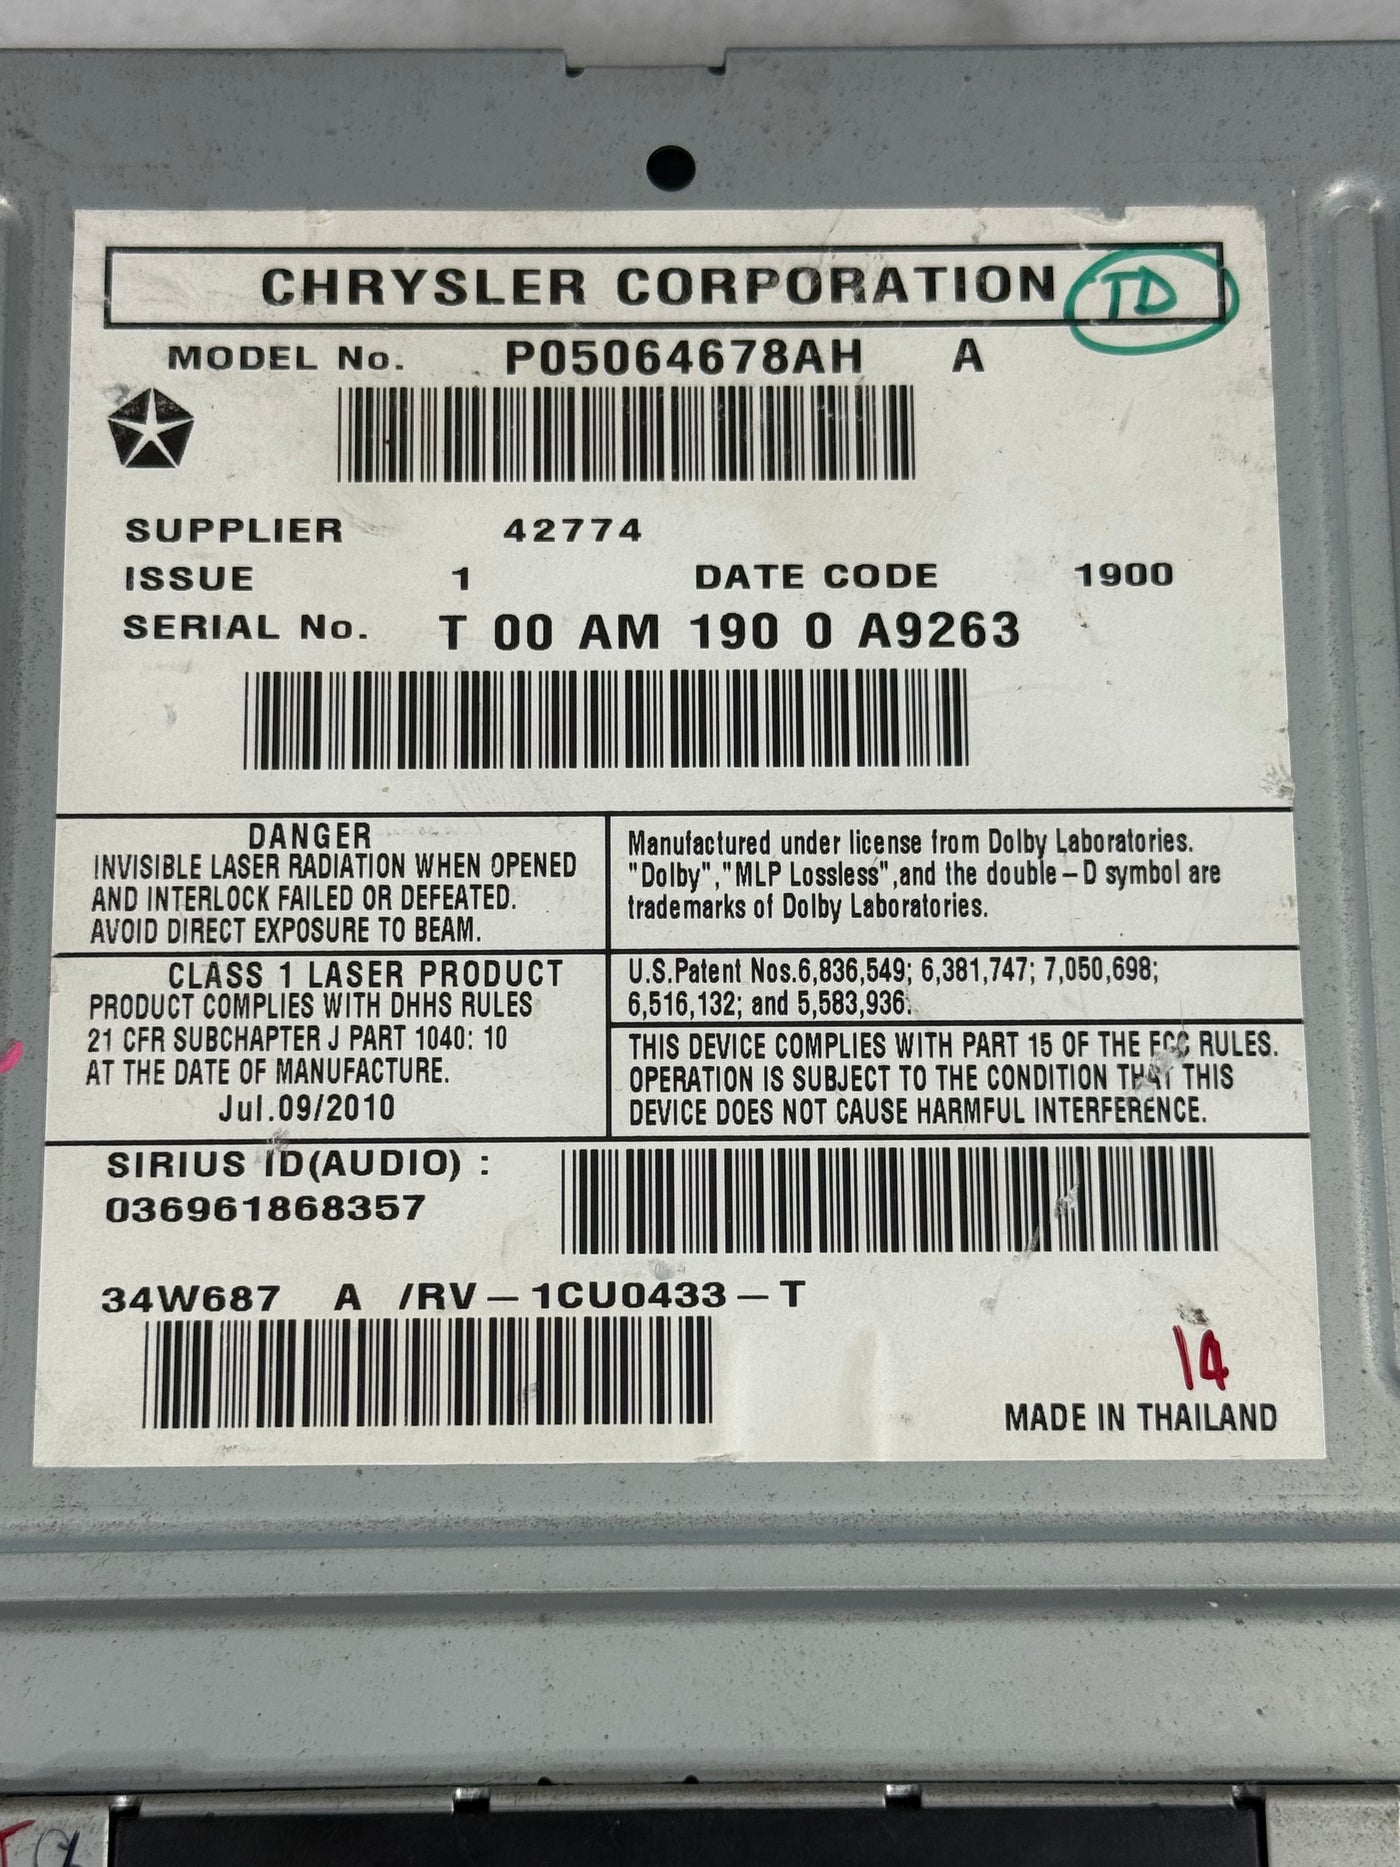 CHRYSLER CORPORATION TD
MODEL No. P05064678AH A
SUPPLIER 42774
ISSUE 1 DATE CODE 1900
SERIAL No. T 00 AM 190 0 A9263
DANGER
INVISIBLE LASER RADIATION WHEN OPENED
AND INTERLOCK FAILED OR DEFEATED.
AVOID DIRECT EXPOSURE TO BEAM.
Manufactured under license from Dolby Laboratories.
"Dolby","MLP Lossless",and the double–D symbol are
trademarks of Dolby Laboratories.
CLASS 1 LASER PRODUCT
PRODUCT COMPLIES WITH DHHS RULES
21 CFR SUBCHAPTER J PART 1040: 10
AT THE DATE OF MANUFACTURE.
Jul.09/2010
U.S.Patent Nos.6,836,549; 6,381,747; 7,050,698;
6,516,132; and 5,583,936.
THIS DEVICE COMPLIES WITH PART 15 OF THE FCC RULES.
OPERATION IS SUBJECT TO THE CONDITION THAT THIS
DEVICE DOES NOT CAUSE HARMFUL INTERFERENCE.
SIRIUS ID(AUDIO) :
036961868357
34W687 A /RV–1CU0433–T
14
MADE IN THAILAND